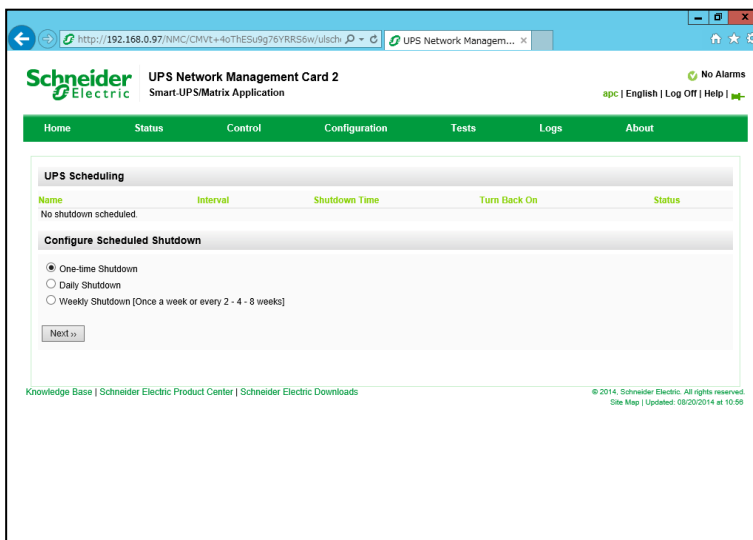 http://192.168.0.97/NMC/CMVt+4oThESu9g76YRRS6w/ulsch
UPS Network Managem...
Schneider Electric
UPS Network Management Card 2
Smart-UPS/Matrix Application
No Alarms
apc | English | Log Off | Help |
Home Status Control Configuration Tests Logs About
UPS Scheduling
Name Interval Shutdown Time Turn Back On Status
No shutdown scheduled.
Configure Scheduled Shutdown
One-time Shutdown
Daily Shutdown
Weekly Shutdown [Once a week or every 2 - 4 - 8 weeks]
Next »
Knowledge Base | Schneider Electric Product Center | Schneider Electric Downloads
© 2014, Schneider Electric. All rights reserved.
Site Map | Updated: 08/20/2014 at 10:56